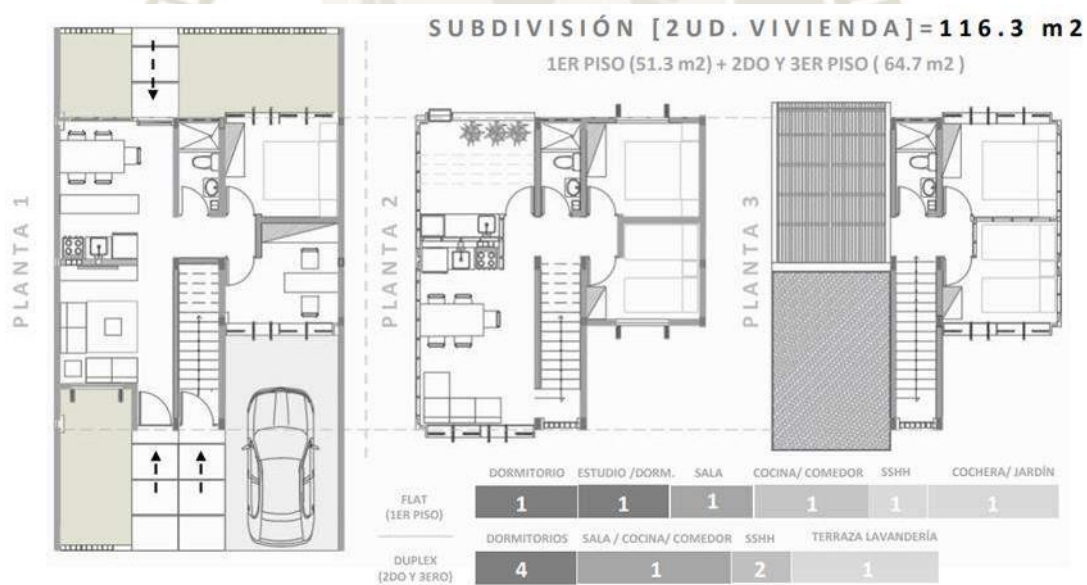 SUBDIVISIÓN [2UD. VIVIENDA]=116.3 m2
1ER PISO (51.3 m2) + 2DO Y 3ER PISO ( 64.7 m2 )
PLANTA 1
PLANTA 2
PLANTA 3
DORMITORIO ESTUDIO /DORM. SALA COCINA/ COMEDOR SSHH COCHERA/ JARDÍN
FLAT
(1ER PISO)
1 1 1 1 1 1
DORMITORIOS SALA / COCINA/ COMEDOR SSHH TERRAZA LAVANDERÍA
DUPLEX
(2DO Y 3ERO)
4 1 2 1